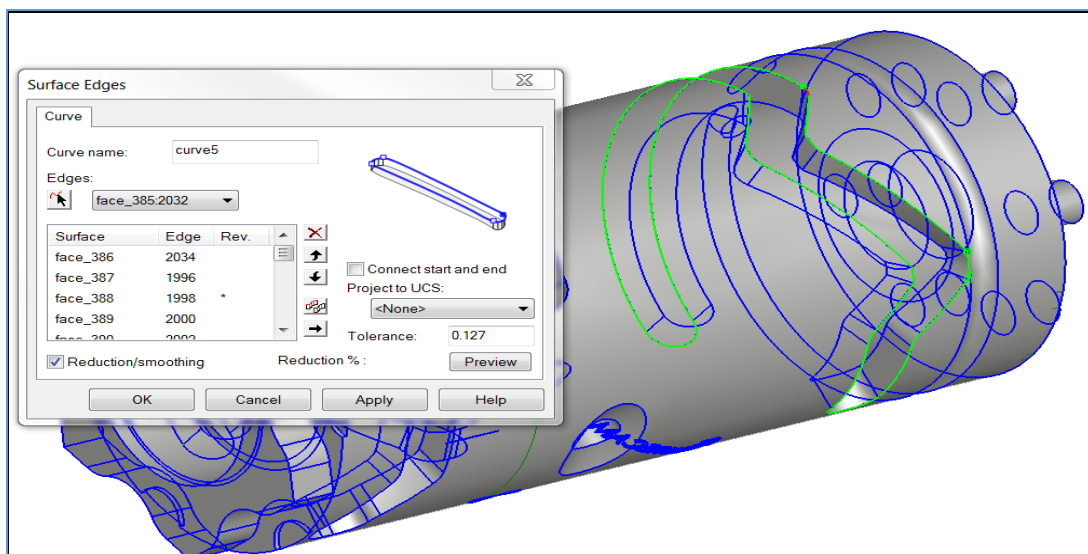 Surface Edges
Curve
Curve name: curve5
Edges:
face_385:2032
Surface Edge Rev.
face_386 2034
face_387 1996
face_388 1998 *
face_389 2000
face_390 2002
Connect start and end
Project to UCS:
<None>
Tolerance: 0.127
Reduction/smoothing Reduction % : Preview
OK Cancel Apply Help